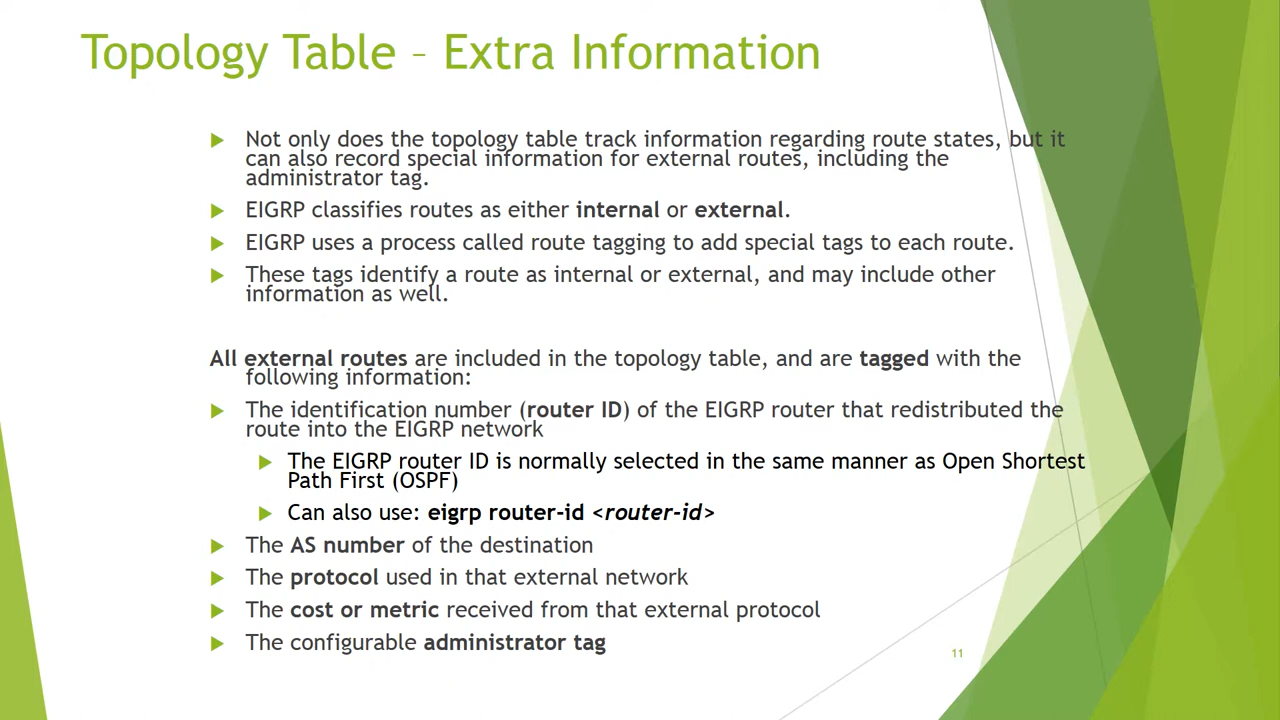 Topology Table – Extra Information
Not only does the topology table track information regarding route states, but it
can also record special information for external routes, including the
administrator tag.
EIGRP classifies routes as either internal or external.
EIGRP uses a process called route tagging to add special tags to each route.
These tags identify a route as internal or external, and may include other
information as well.
All external routes are included in the topology table, and are tagged with the
following information:
The identification number (router ID) of the EIGRP router that redistributed the
route into the EIGRP network
The EIGRP router ID is normally selected in the same manner as Open Shortest
Path First (OSPF)
Can also use: eigrp router-id <router-id>
The AS number of the destination
The protocol used in that external network
The cost or metric received from that external protocol
The configurable administrator tag
11